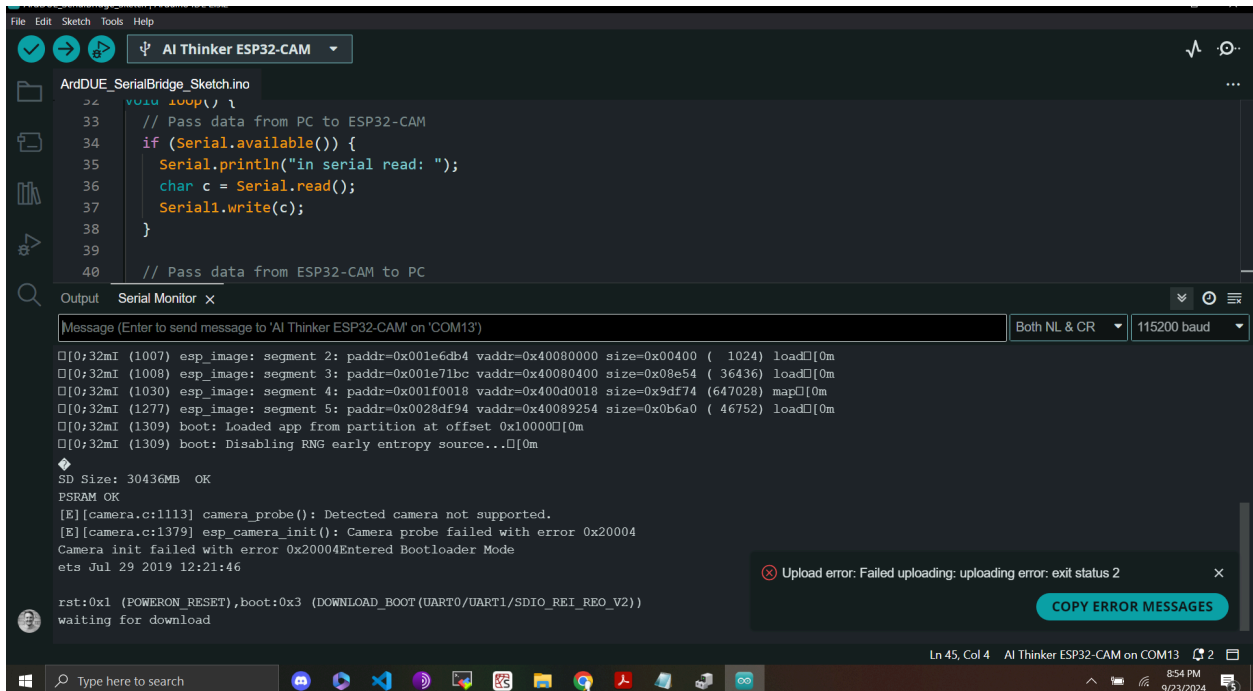 File Edit Sketch Tools Help
AI Thinker ESP32-CAM
ArdDUE_SerialBridge_Sketch.ino
32 void loop() {
33 // Pass data from PC to ESP32-CAM
34 if (Serial.available()) {
35 Serial.println("in serial read: ");
36 char c = Serial.read();
37 Serial1.write(c);
38 }
39
40 // Pass data from ESP32-CAM to PC
Output Serial Monitor
Message (Enter to send message to 'AI Thinker ESP32-CAM' on 'COM13') Both NL & CR 115200 baud
□[0;32mI (1007) esp_image: segment 2: paddr=0x001e6db4 vaddr=0x40080000 size=0x00400 ( 1024) load□[0m
□[0;32mI (1008) esp_image: segment 3: paddr=0x001e71bc vaddr=0x40080400 size=0x08e54 ( 36436) load□[0m
□[0;32mI (1030) esp_image: segment 4: paddr=0x001f0018 vaddr=0x400d0018 size=0x9df74 (647028) map□[0m
□[0;32mI (1277) esp_image: segment 5: paddr=0x0028df94 vaddr=0x40089254 size=0x0b6a0 ( 46752) load□[0m
□[0;32mI (1309) boot: Loaded app from partition at offset 0x10000□[0m
□[0;32mI (1309) boot: Disabling RNG early entropy source...□[0m
�
SD Size: 30436MB OK
PSRAM OK
[E][camera.c:1113] camera_probe(): Detected camera not supported.
[E][camera.c:1379] esp_camera_init(): Camera probe failed with error 0x20004
Camera init failed with error 0x20004Entered Bootloader Mode
ets Jul 29 2019 12:21:46
rst:0x1 (POWERON_RESET),boot:0x3 (DOWNLOAD_BOOT(UART0/UART1/SDIO_REI_REO_V2))
waiting for download
Upload error: Failed uploading: uploading error: exit status 2
COPY ERROR MESSAGES
Ln 45, Col 4 AI Thinker ESP32-CAM on COM13 2
Type here to search
8:54 PM
9/23/2024
5